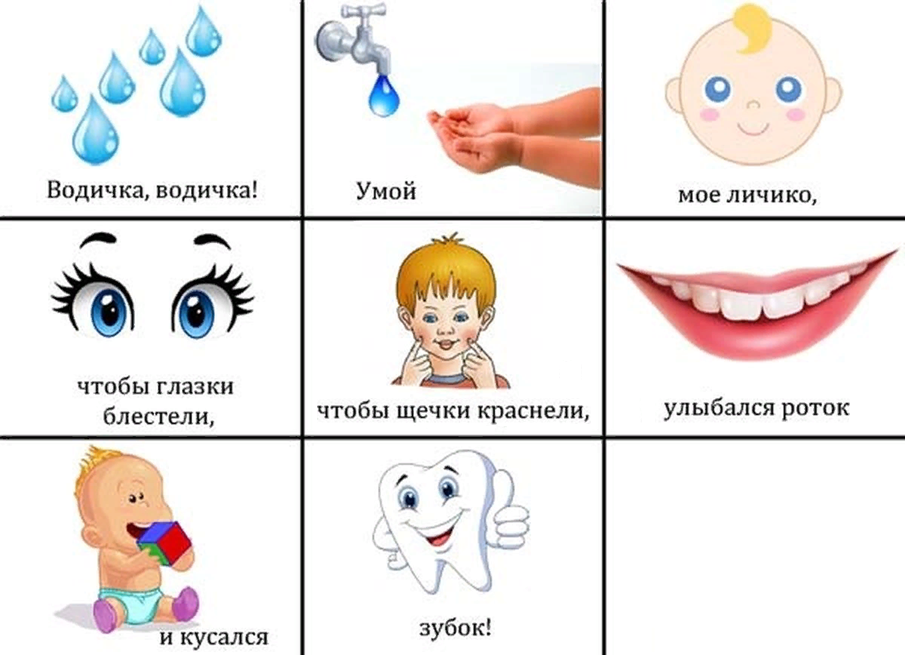 Водичка, водичка!
Умой
мое личико,
чтобы глазки
блестели,
чтобы щечки краснели,
улыбался роток
и кусался
зубок!